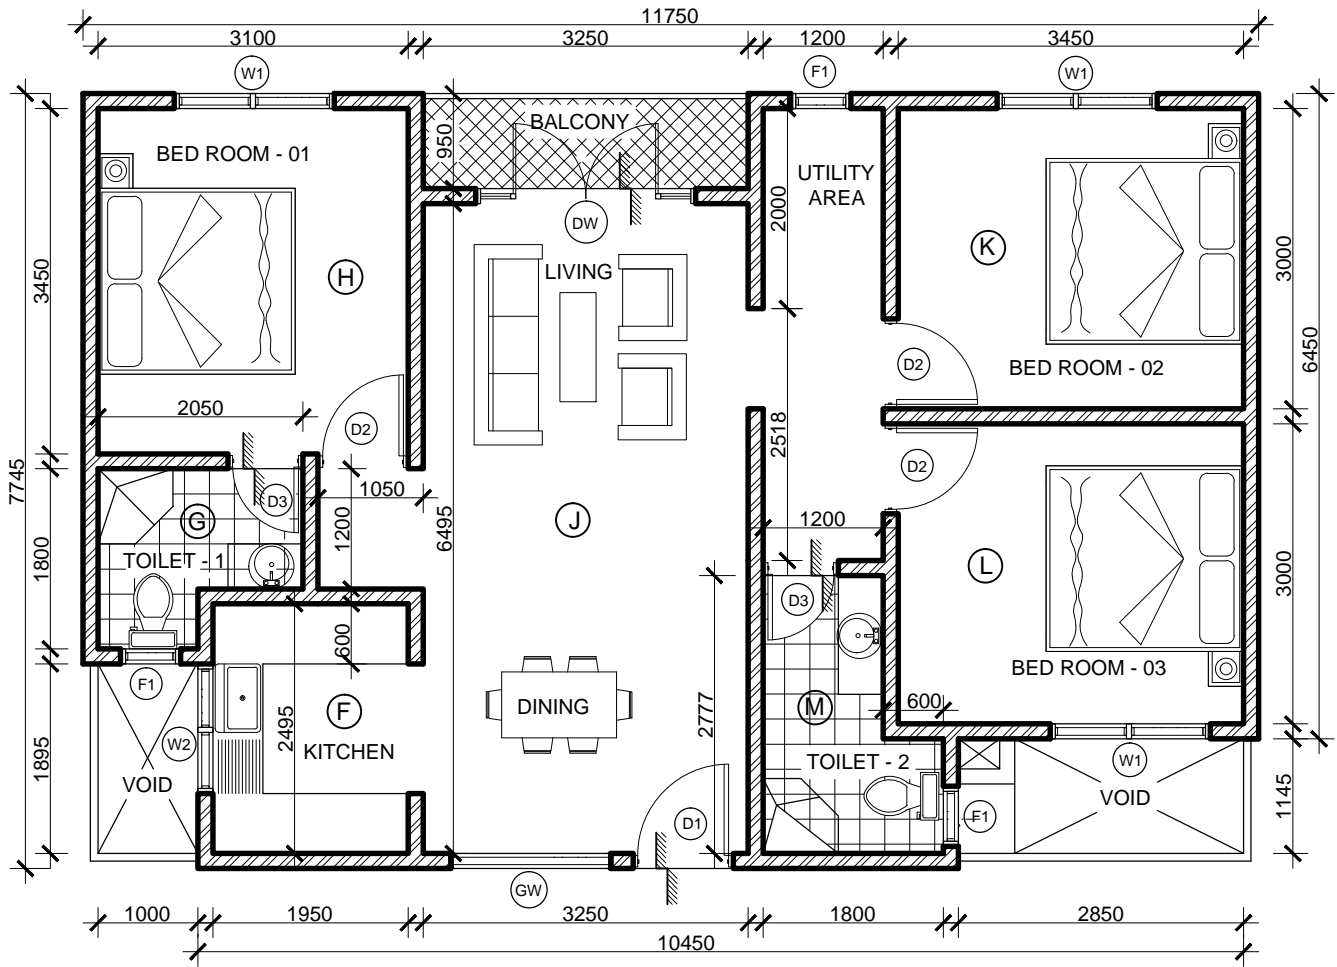 11750
3100
3250
1200
3450
W1
F1
W1
BALCONY
950
BED ROOM - 01
UTILITY
AREA
2000
DW
H
K
LIVING
3450
3000
6450
D2
BED ROOM - 02
2050
D2
2518
D2
7745
1050
D3
G
1200
6495
J
1200
TOILET - 1
1800
L
3000
D3
600
BED ROOM - 03
F1
F
2495
DINING
2777
M
600
W2
KITCHEN
TOILET - 2
W1
1895
VOID
VOID
1145
D1
F1
GW
1000
1950
3250
1800
2850
10450